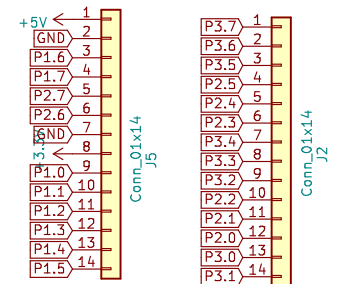 +5V 1
GND 2
P1.6 3
P1.7 4
P2.7 5
P2.6 6
GND 7
+3.3V 8
P1.0 9
P1.1 10
P1.2 11
P1.3 12
P1.4 13
P1.5 14
Conn_01x14
J5
P3.7 1
P3.6 2
P3.5 3
P2.5 4
P2.4 5
P2.3 6
P3.4 7
P3.3 8
P3.2 9
P2.2 10
P2.1 11
P2.0 12
P3.0 13
P3.1 14
Conn_01x14
J2